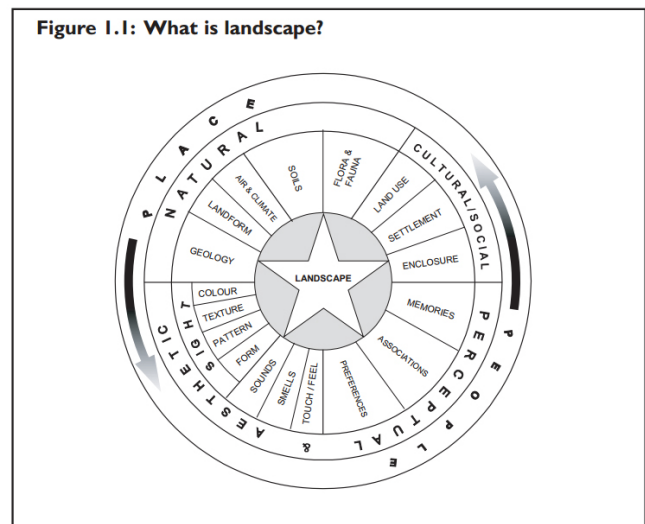 Figure 1.1: What is landscape?
PLACE
NATURAL
CULTURAL/SOCIAL
GEOLOGY
LANDFORM
AIR & CLIMATE
SOILS
FLORA &
FAUNA
LAND USE
SETTLEMENT
ENCLOSURE
LANDSCAPE
MEMORIES
ASSOCIATIONS
PREFERENCES
TOUCH / FEEL
SMELLS
SOUNDS
FORM
PATTERN
TEXTURE
COLOUR
SIGHT
AESTHETIC & PERCEPTUAL
PEOPLE